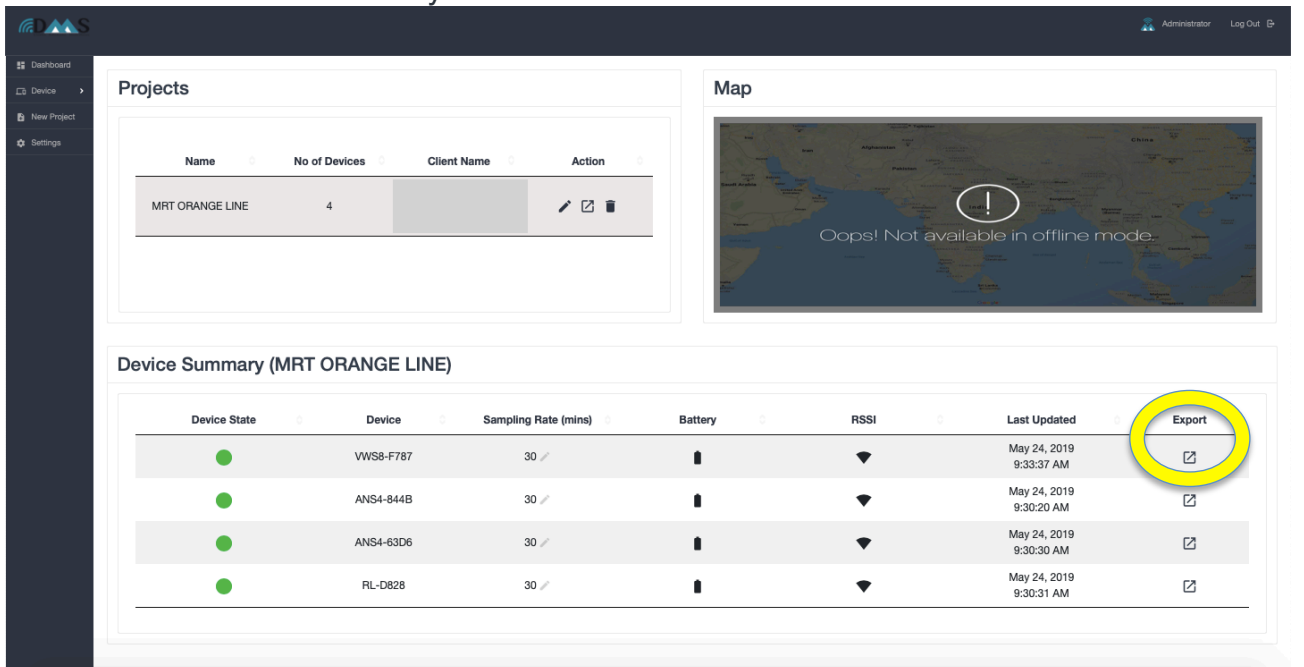 DMS
Administrator Log Out
Dashboard
Device
New Project
Settings
Projects
Name No of Devices Client Name Action
MRT ORANGE LINE 4
Map
China
Afghanistan
Pakistan
India
Oops! Not available in offline mode.
Device Summary (MRT ORANGE LINE)
Device State Device Sampling Rate (mins) Battery RSSI Last Updated Export
VWS8-F787 30 May 24, 2019
9:33:37 AM
ANS4-844B 30 May 24, 2019
9:30:20 AM
ANS4-63D6 30 May 24, 2019
9:30:30 AM
RL-D828 30 May 24, 2019
9:30:31 AM